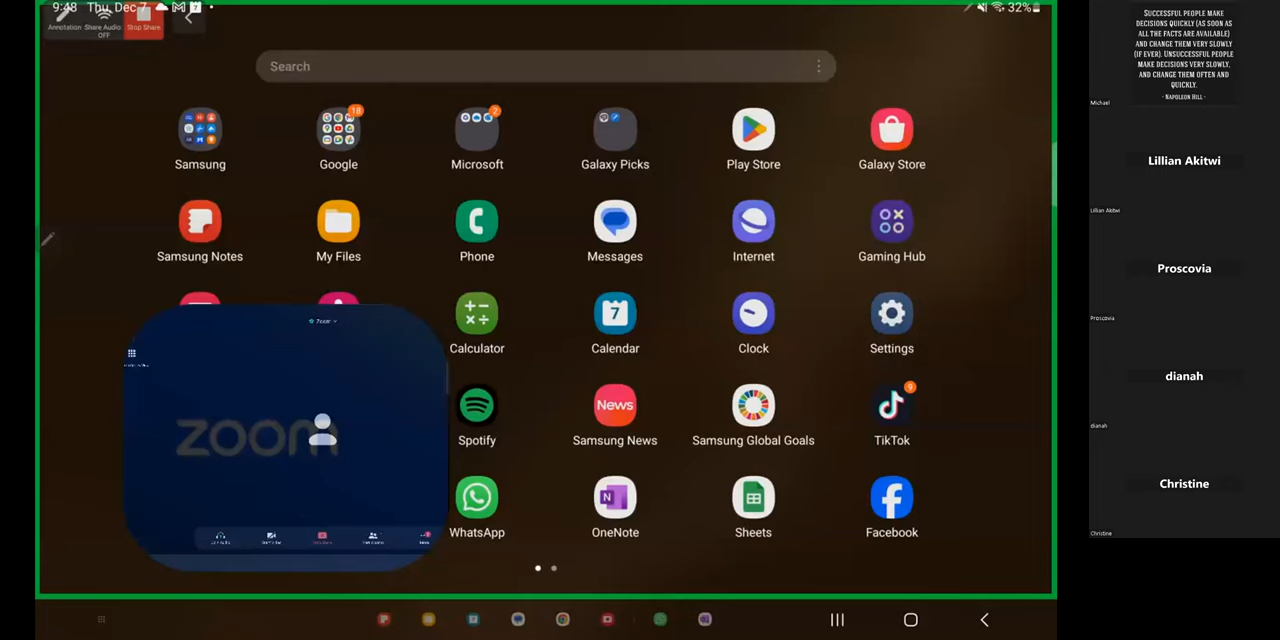 9:48 Thu, Dec 7
32%
Annotation Share Audo Stop Share
OFF
Search
18
2
Samsung Google Microsoft Galaxy Picks Play Store Galaxy Store
Samsung Notes My Files Phone Messages Internet Gaming Hub
7
Calculator Calendar Clock Settings
Zoom
zoom
News
9
Spotify Samsung News Samsung Global Goals TikTok
N
WhatsApp OneNote Sheets Facebook
SUCCESSFUL PEOPLE MAKE
DECISIONS QUICKLY (AS SOON AS
ALL THE FACTS ARE AVAILABLE)
AND CHANGE THEM VERY SLOWLY
(IF EVER). UNSUCCESSFUL PEOPLE
MAKE DECISIONS VERY SLOWLY,
AND CHANGE THEM OFTEN AND
QUICKLY.
- NAPOLEON HILL -
Michael
Lillian Akitwi
Lillian Akitwi
Proscovia
Proscovia
dianah
dianah
Christine
Christine